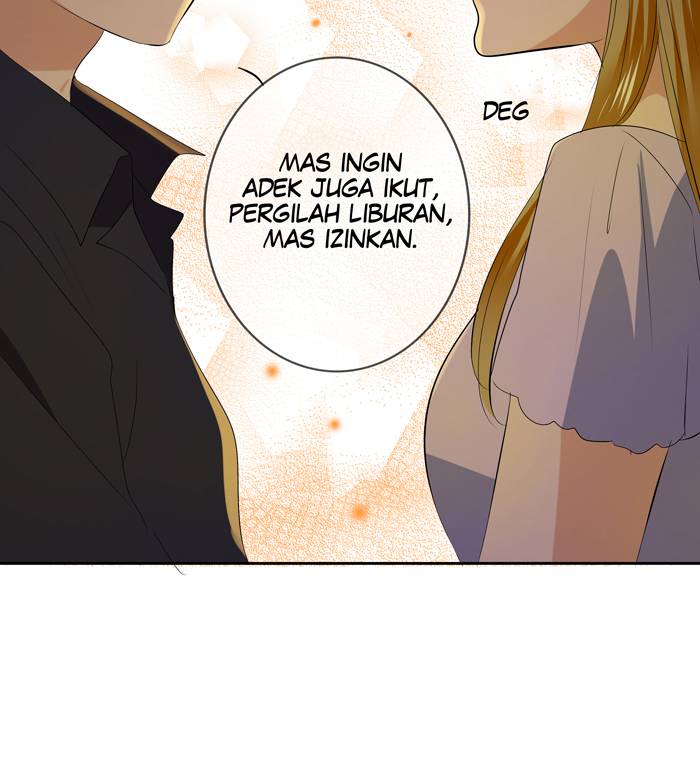 DEG
MAS INGIN
ADEK JUGA IKUT,
PERGILAH LIBURAN,
MAS IZINKAN.